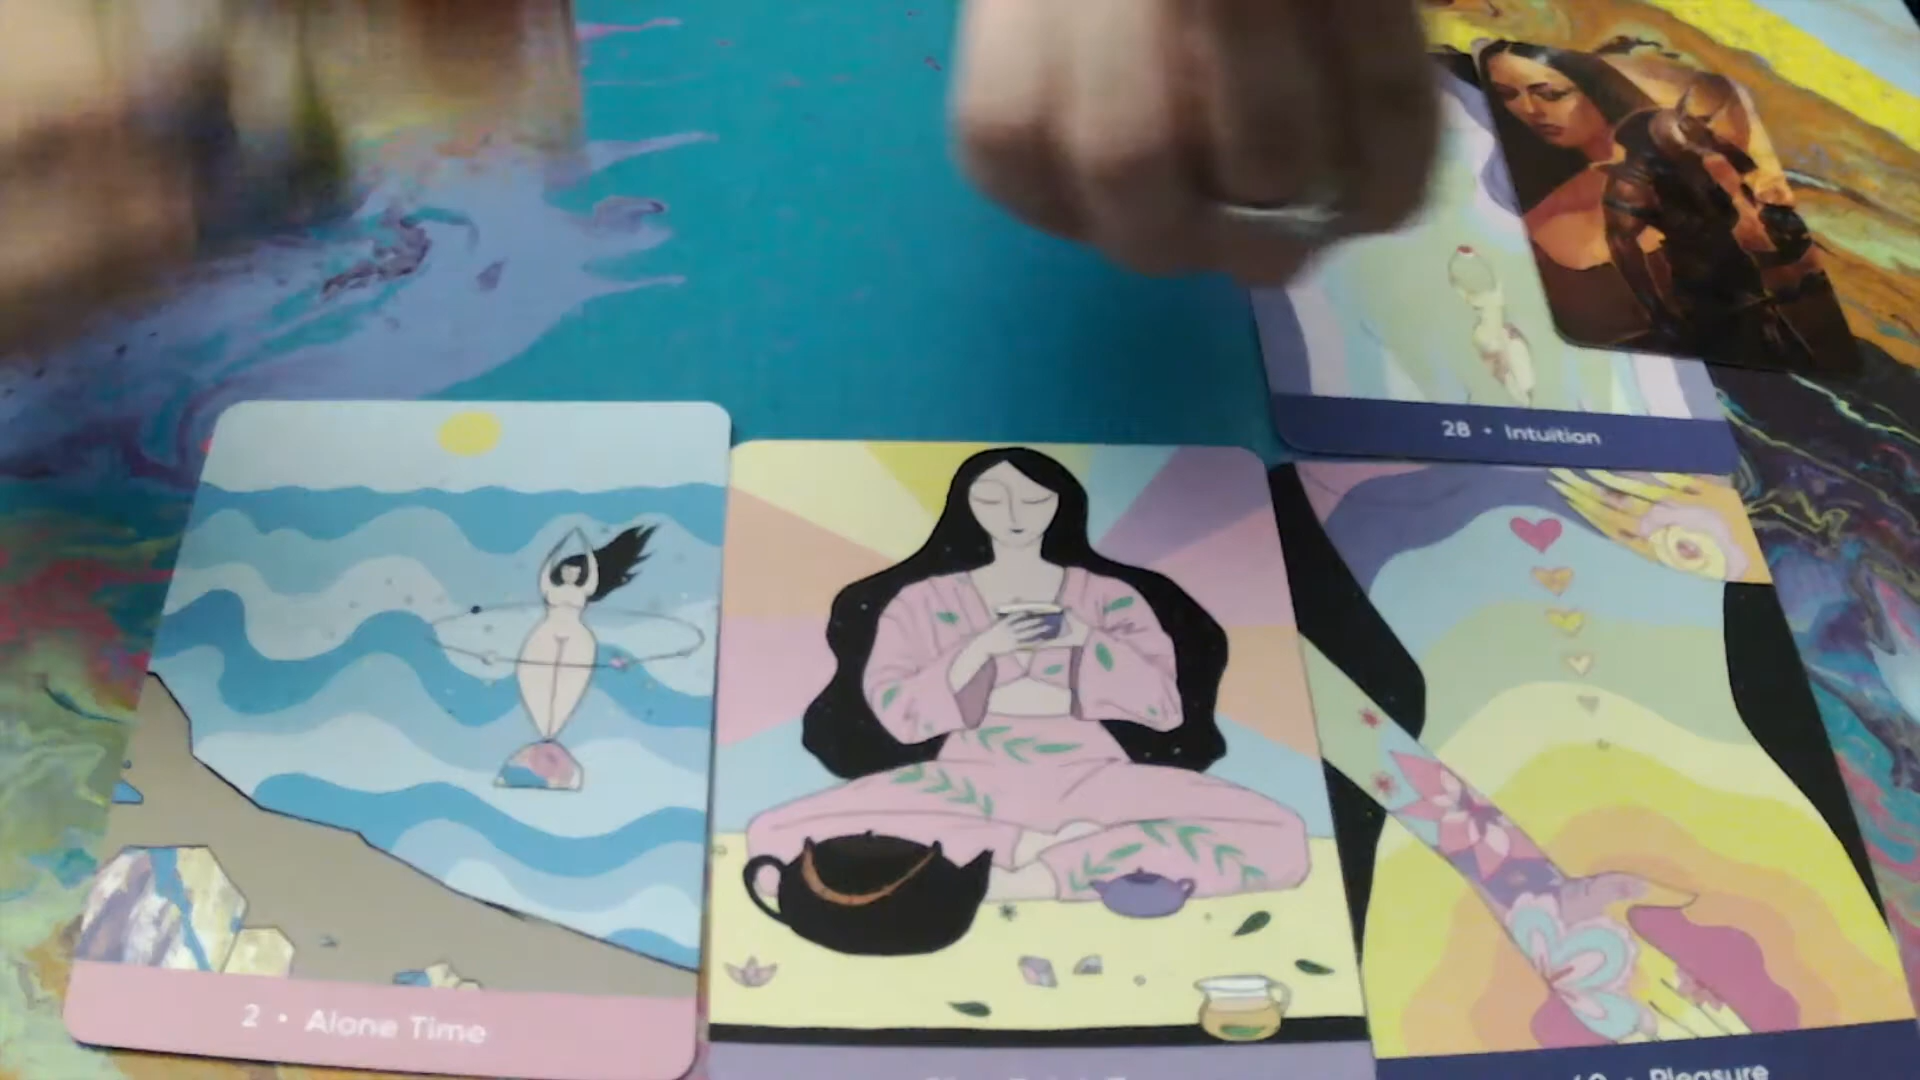 28 • Intuition
2 • Alone Time
Pleasure